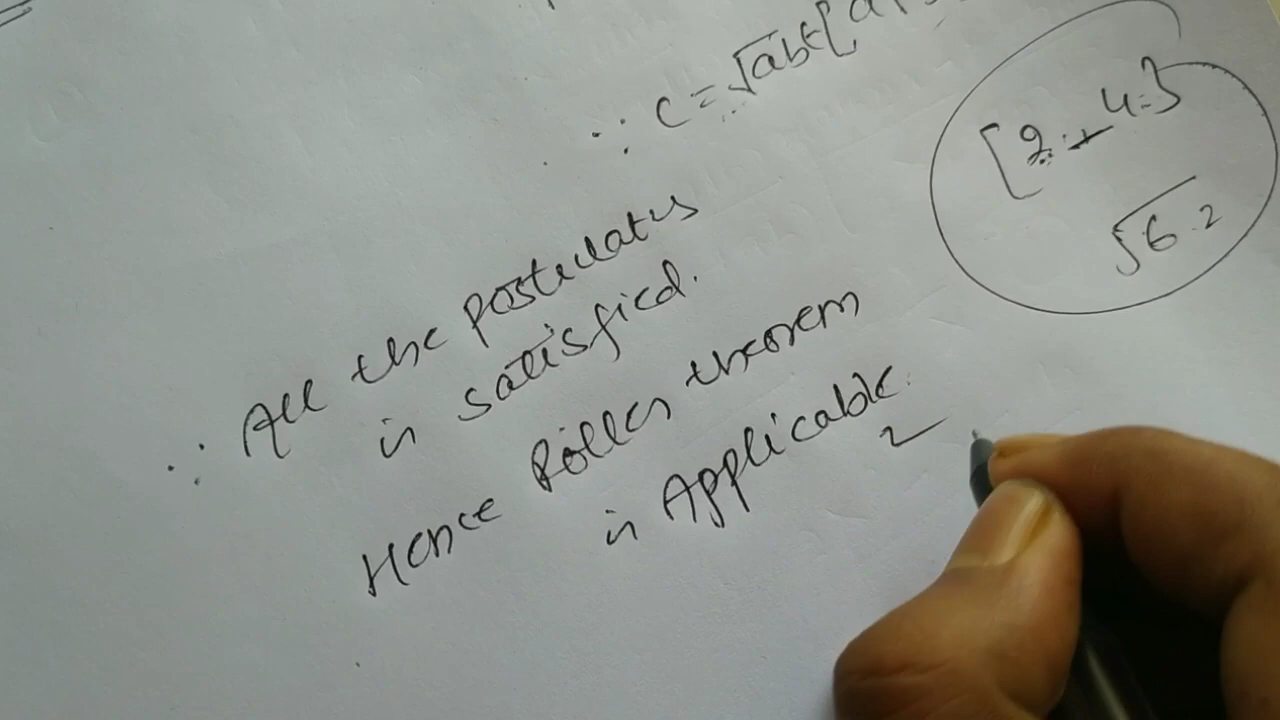 ∴ c = √ab ∈ [a,
[2, 4]
√6.2
∴ All the postulates
is satisfied.
Hence Rolles theorem
is Applicable.